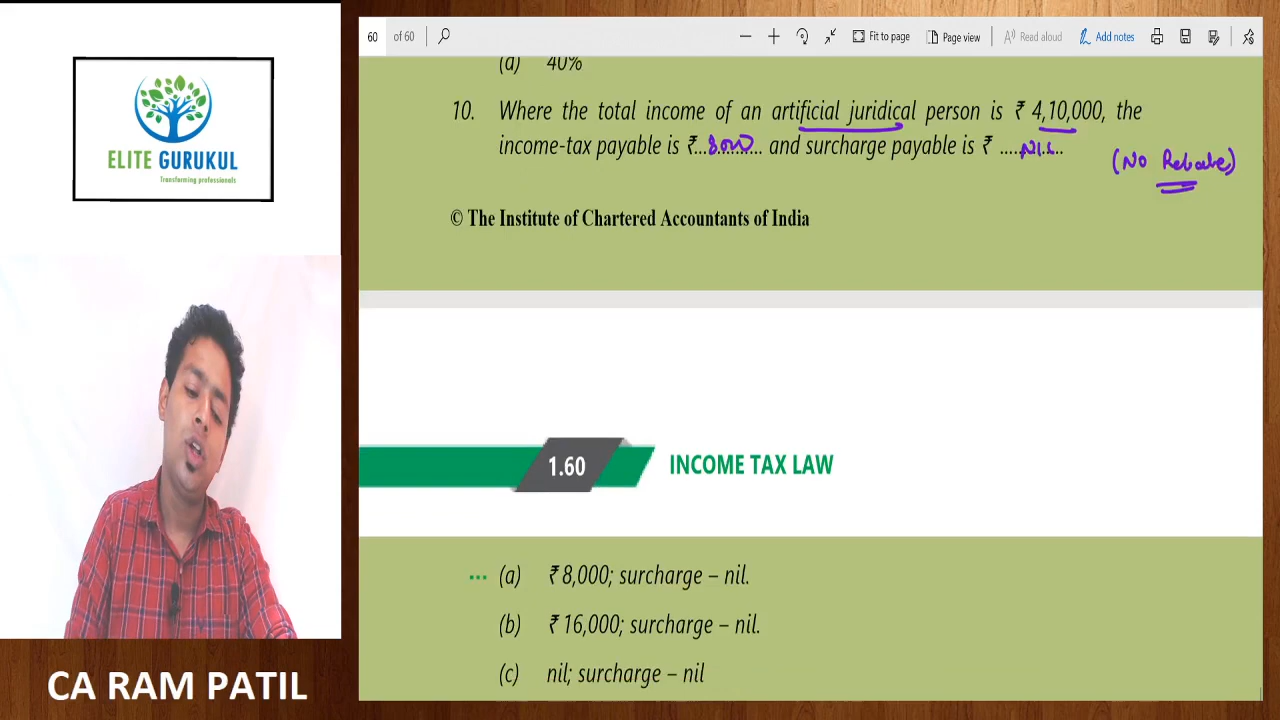 ELITE GURUKUL
Transforming professionals
CA RAM PATIL
60 of 60
Fit to page
Page view
Read aloud
Add notes
(d) 40%
10. Where the total income of an artificial juridical person is ₹ 4,10,000, the
income-tax payable is ₹...8000......... and surcharge payable is ₹ .....NIL..
(No Rebate)
© The Institute of Chartered Accountants of India
1.60 INCOME TAX LAW
(a) ₹ 8,000; surcharge – nil.
(b) ₹ 16,000; surcharge – nil.
(c) nil; surcharge – nil